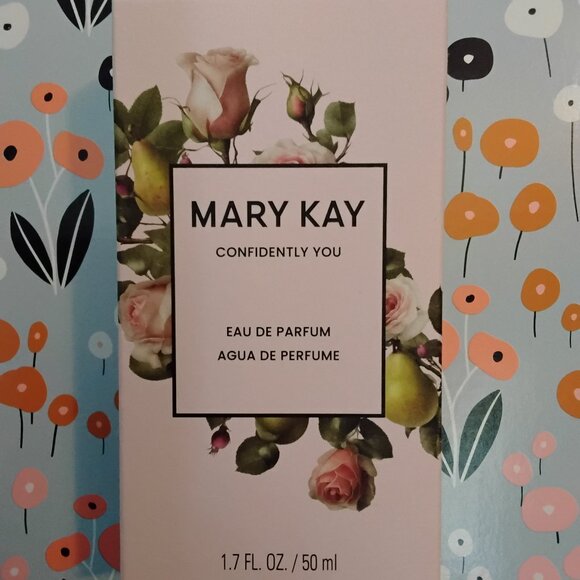 MARY KAY
CONFIDENTLY YOU
EAU DE PARFUM
AGUA DE PERFUME
1.7 FL. OZ. / 50 ml